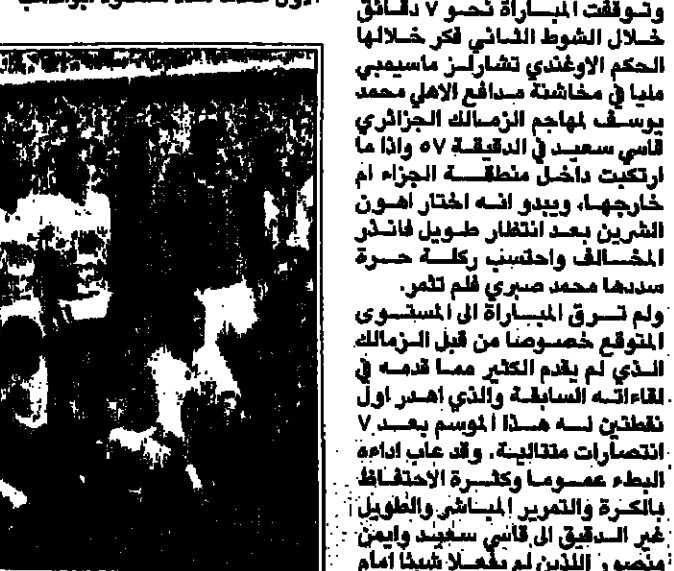 وتوقفت المباراة نحو ٧ دقائق
خلال الشوط الثاني فكر خلالها
الحكم الاوغندي تشارلز ماسيمبي
مليا في مخاشنة مدافع الاهلي محمد
يوسف لمهاجم الزمالك الجزائري
قاسي سعيد في الدقيقة ٥٧ واذا ما
ارتكبت داخل منطقة الجزاء ام
خارجها، ويبدو انه اختار اهون
الشرين بعد انتظار طويل فانذر
المخالف واحتسب ركلة حرة
سددها محمد صبري فلم تثمر.
ولم ترق المباراة الى المستوى
المتوقع خصوصا من قبل الزمالك
الذي لم يقدم الكثير مما قدمه في
لقاءاته السابقة والذي اهدر اول
نقطتين له هذا الموسم بعد ٧
انتصارات متتالية. وقد عاب اداءه
البطء عموما وكثرة الاحتفاظ
بالكرة والتمرير المباشر والطويل
غير الدقيق الى قاسي سعيد وايمن
منصور اللذين لم يفعلا شيئا امام